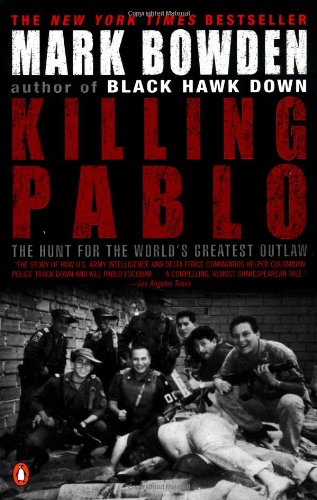 THE NEW YORK TIMES BESTSELLER
MARK BOWDEN
author of BLACK HAWK DOWN
KILLING
PABLO
THE HUNT FOR THE WORLD'S GREATEST OUTLAW
"THE STORY OF HOW U.S. ARMY INTELLIGENCE AND DELTA FORCE COMMANDOS HELPED COLOMBIAN
POLICE TRACK DOWN AND KILL PABLO ESCOBAR ... A COMPELLING, ALMOST SHAKESPEAREAN TALE."
—Los Angeles Times